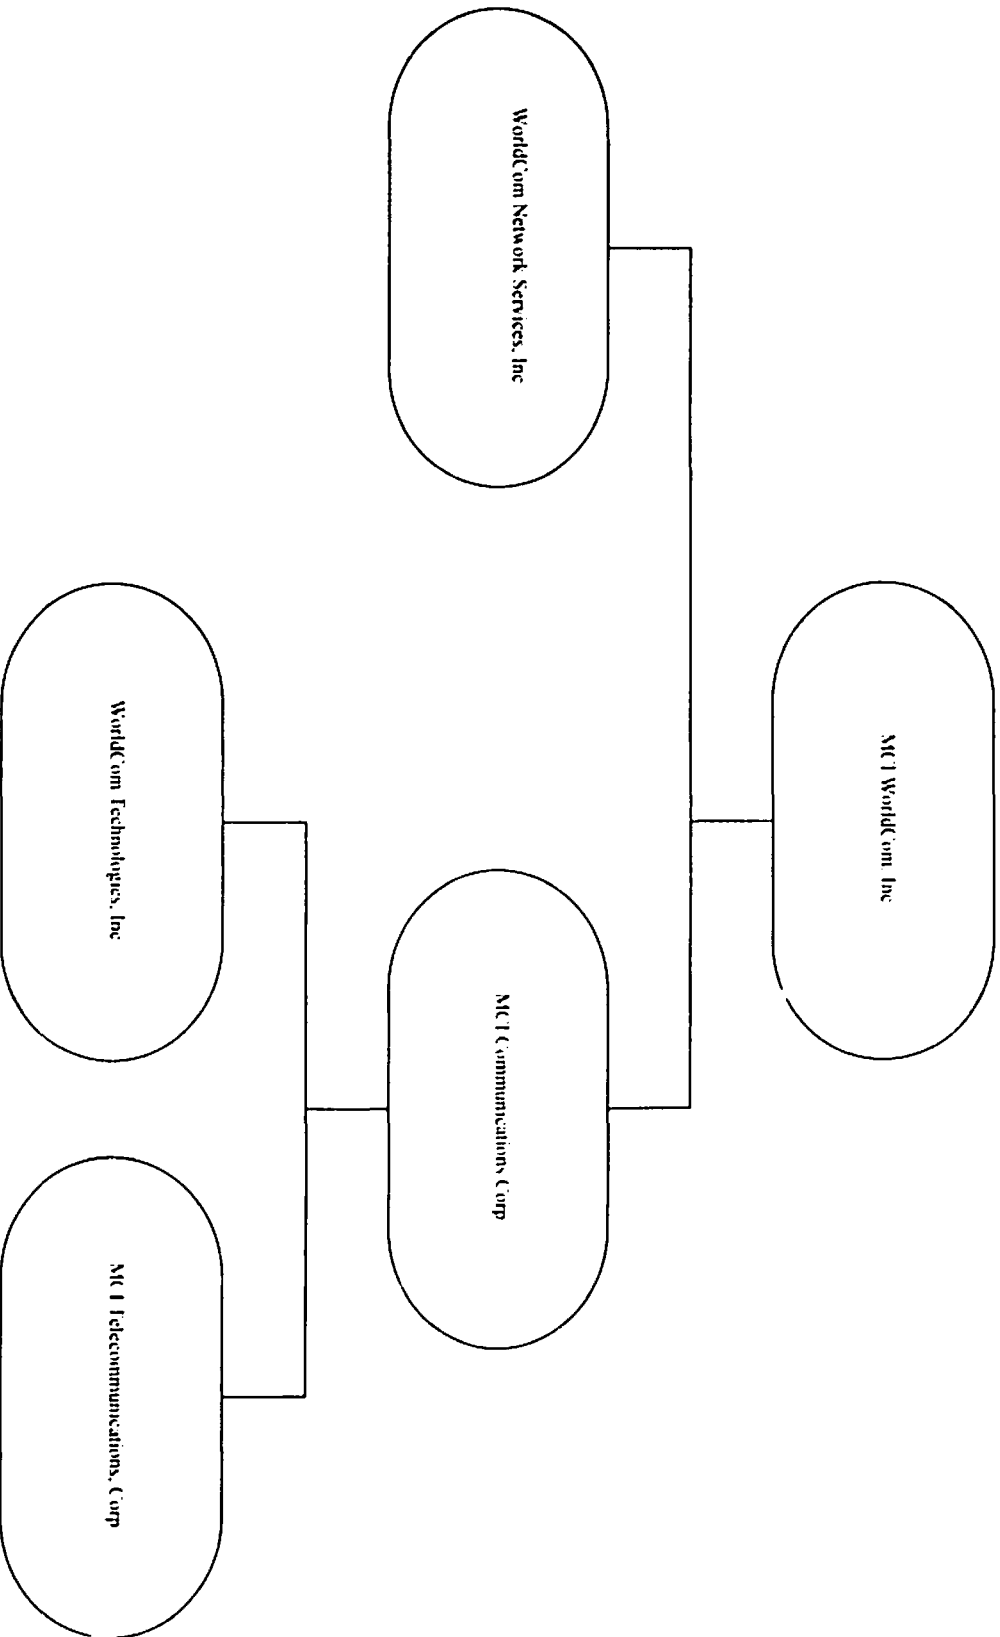 MCI WorldCom, Inc
WorldCom Network Services, Inc
MCI Communications Corp
WorldCom Technologies, Inc
MCI Telecommunications, Corp